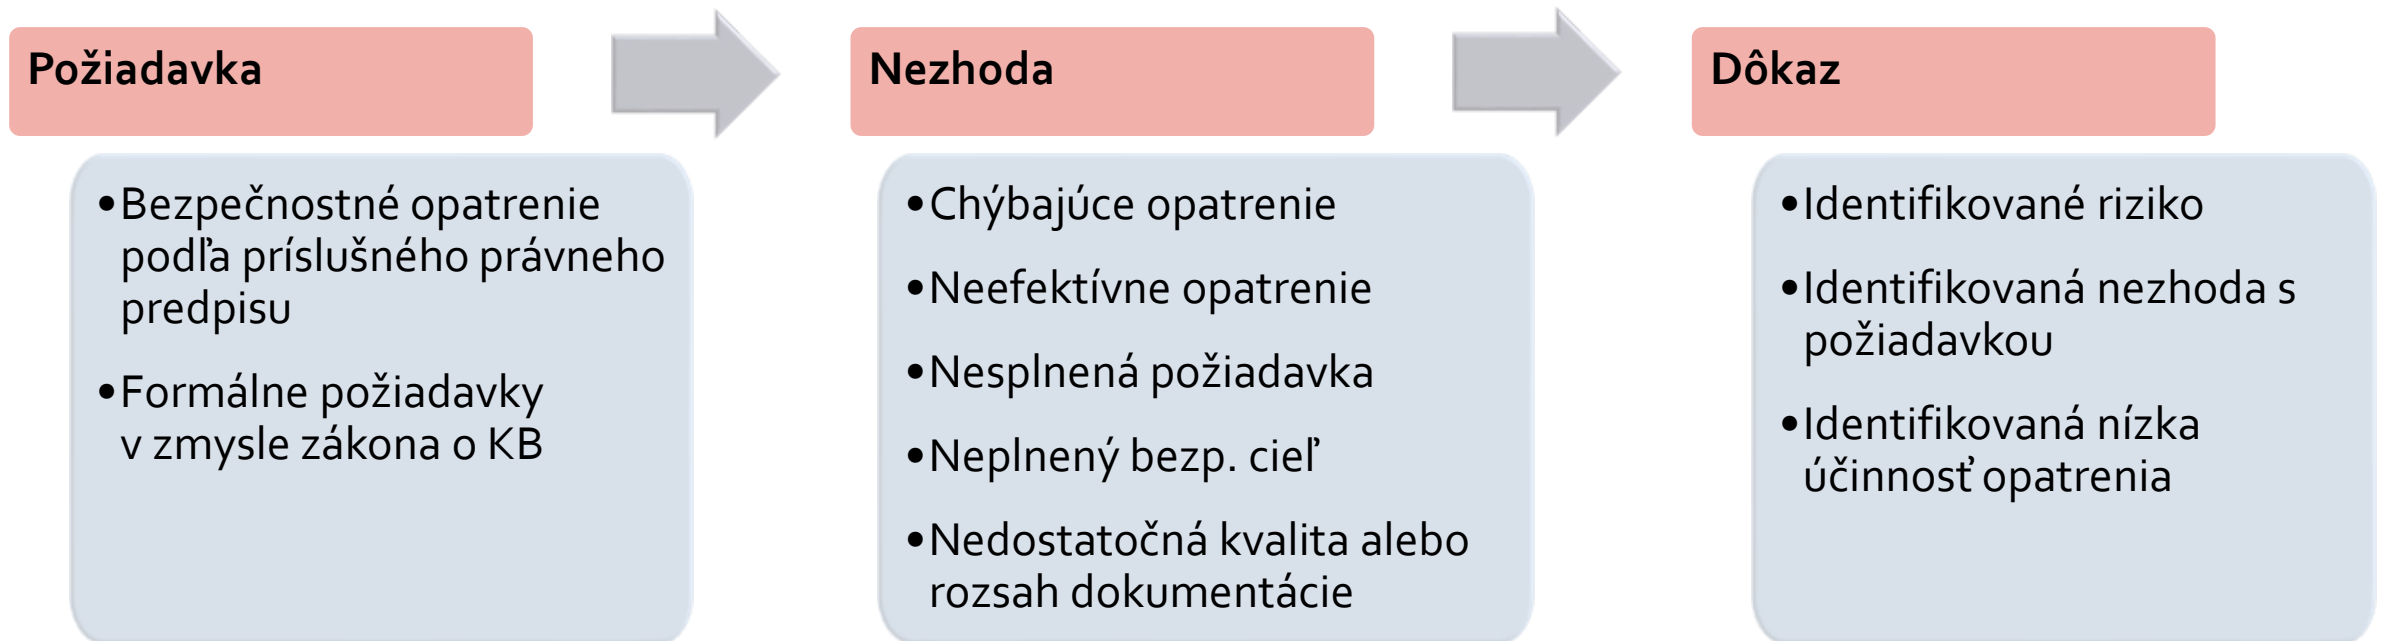 Požiadavka
•Bezpečnostné opatrenie
podľa príslušného právneho
predpisu
•Formálne požiadavky
v zmysle zákona o KB
Nezhoda
•Chýbajúce opatrenie
•Neefektívne opatrenie
•Nesplnená požiadavka
•Neplnený bezp. cieľ
•Nedostatočná kvalita alebo
rozsah dokumentácie
Dôkaz
•Identifikované riziko
•Identifikovaná nezhoda s
požiadavkou
•Identifikovaná nízka
účinnosť opatrenia